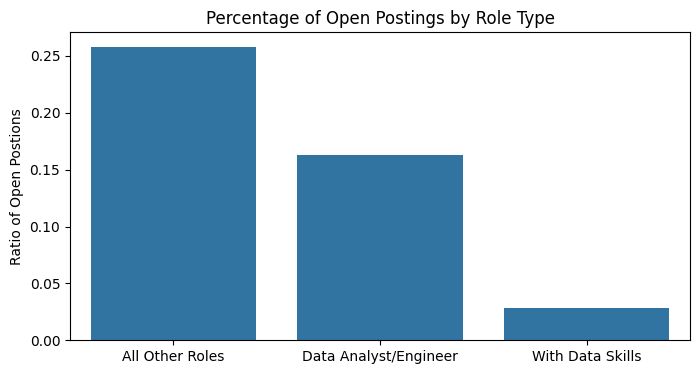 Percentage of Open Postings by Role Type
Ratio of Open Postions
0.25
0.20
0.15
0.10
0.05
0.00
All Other Roles
Data Analyst/Engineer
With Data Skills